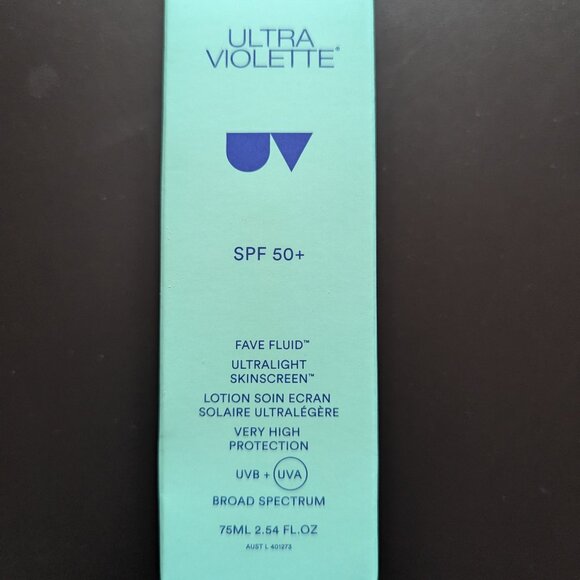 ULTRA
VIOLETTE®
UV
SPF 50+
FAVE FLUID™
ULTRALIGHT
SKINSCREEN™
LOTION SOIN ECRAN
SOLAIRE ULTRALÉGÈRE
VERY HIGH
PROTECTION
UVB + UVA
BROAD SPECTRUM
75ML 2.54 FL.OZ
AUST L 401273